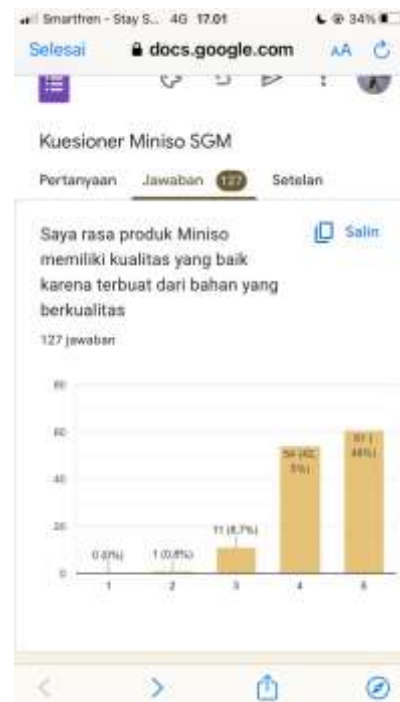 Smartfren - Stay S... 4G 17.01 34%
Selesai docs.google.com AA
Kuesioner Miniso SGM
Pertanyaan Jawaban 127 Setelan
Saya rasa produk Miniso
memiliki kualitas yang baik
karena terbuat dari bahan yang
berkualitas
Salin
127 jawaban
80
60
40
20
0
0 (0%)
1 (0,8%)
11 (8,7%)
54 (42,
5%)
61 (
48%)
1 2 3 4 5